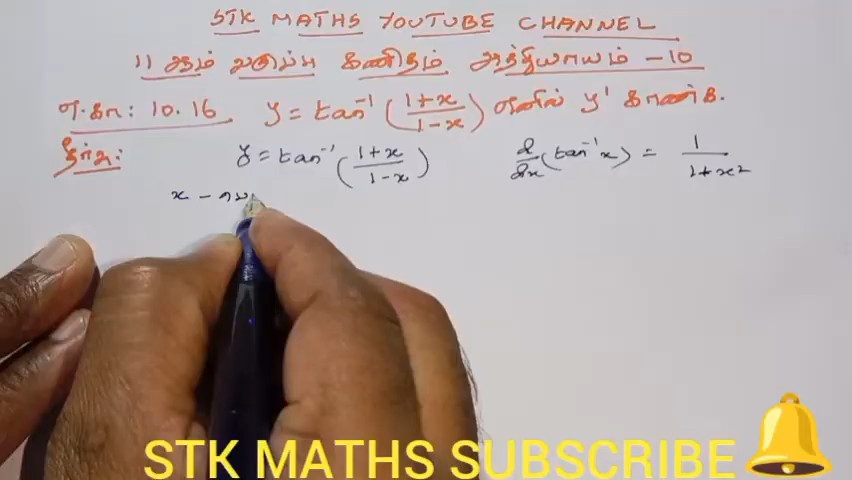 STK MATHS YOUTUBE CHANNEL
11 ஆம் வகுப்பு கணிதம் அத்தியாயம் - 10
எ.கா: 10.16 y = tan⁻¹ (1+x / 1-x) எனில் y' காண்க.
தீர்வு: y = tan⁻¹ (1+x / 1-x) d/dx (tan⁻¹ x) = 1 / 1+x²
x -
STK MATHS SUBSCRIBE